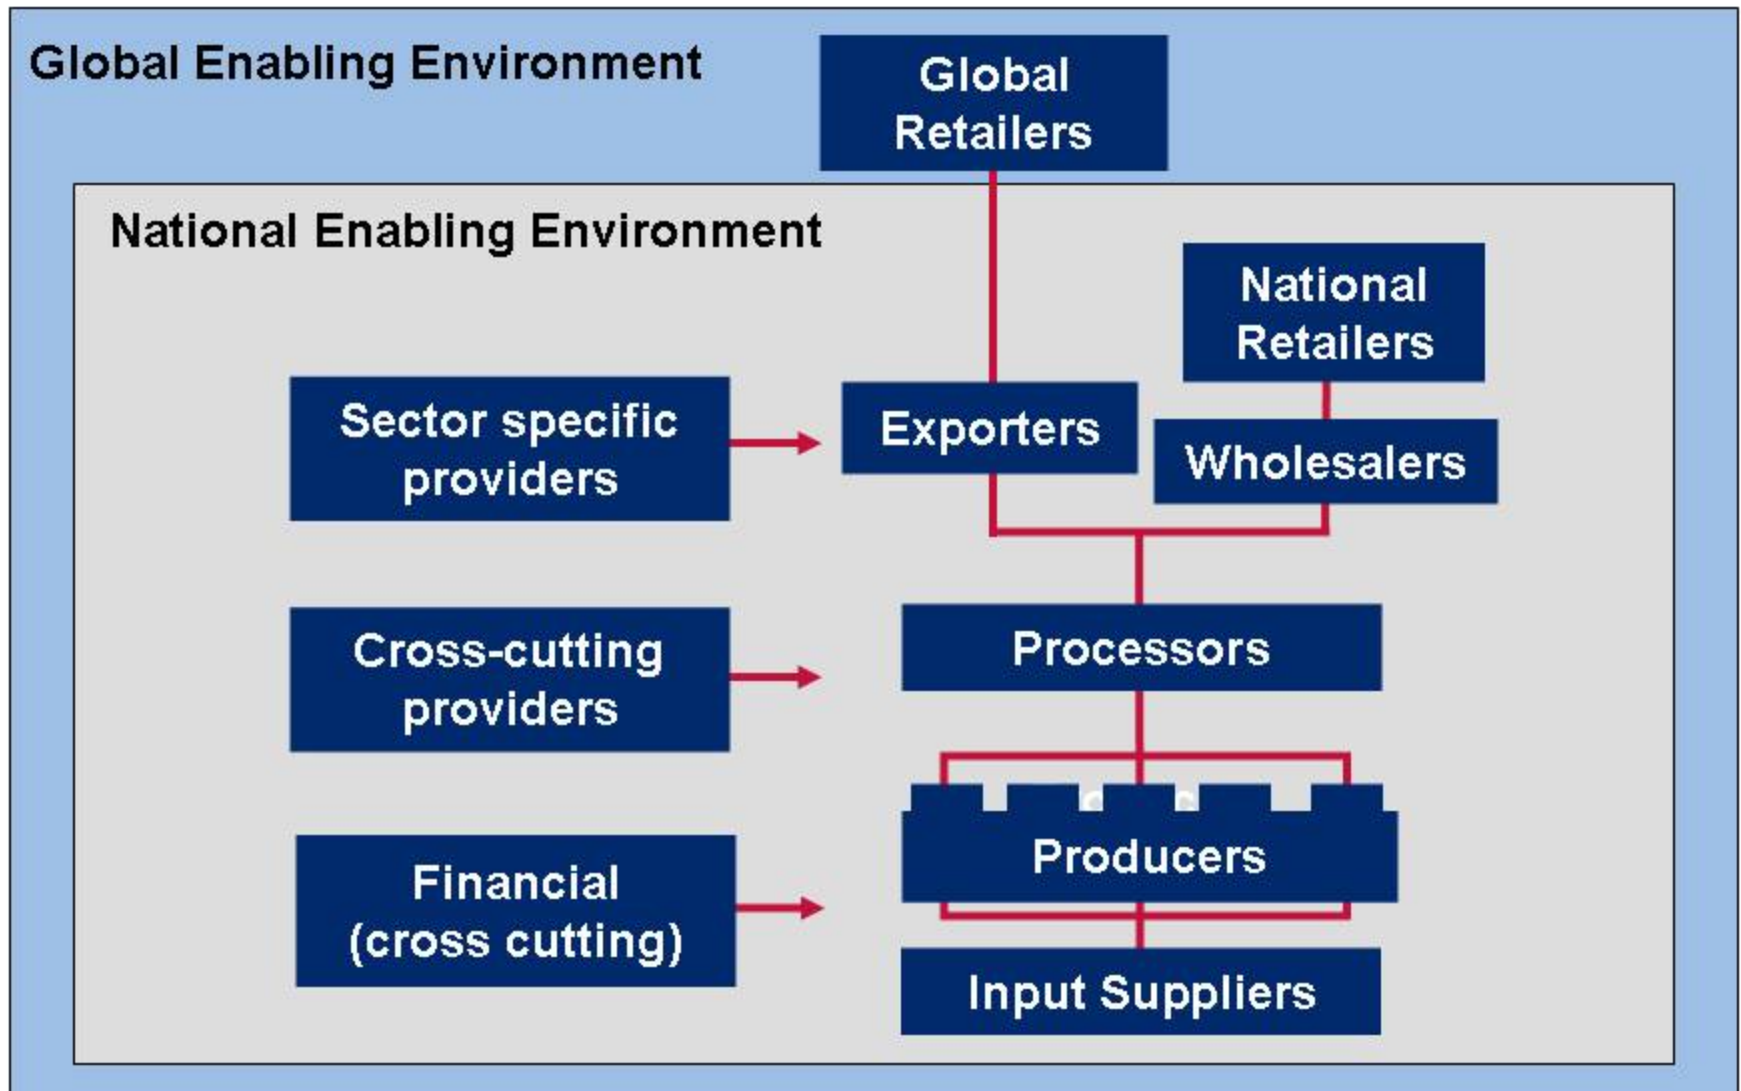 Global Enabling Environment
Global
Retailers
National Enabling Environment
National
Retailers
Sector specific
providers
Exporters
Wholesalers
Cross-cutting
providers
Processors
Financial
(cross cutting)
Producers
Input Suppliers